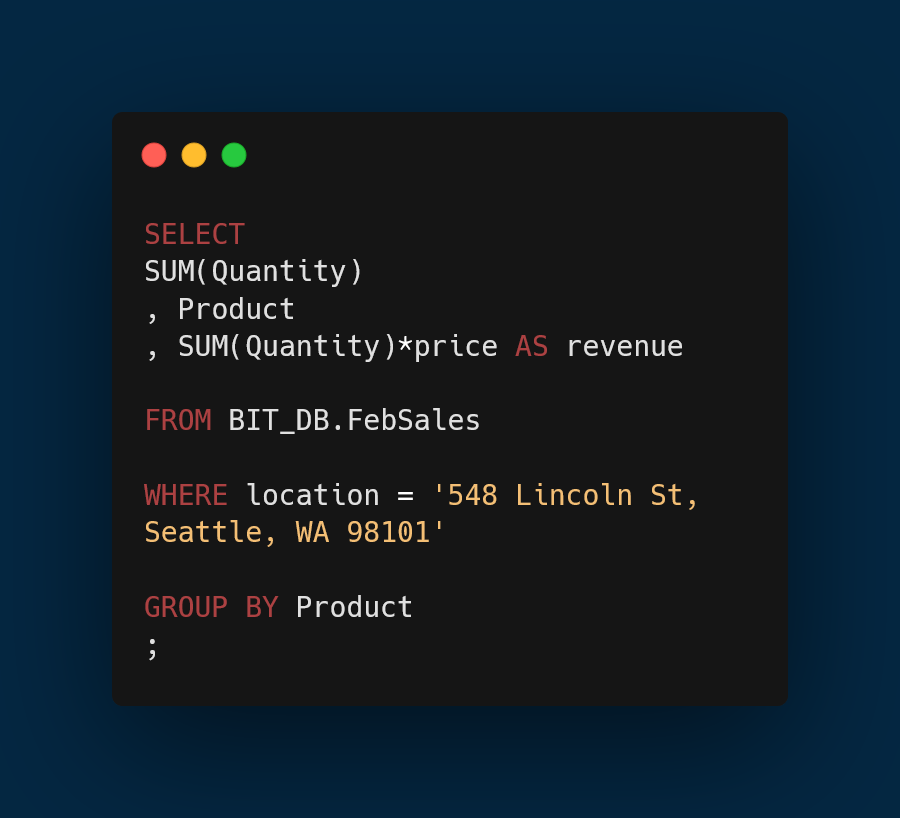 SELECT
SUM(Quantity)
, Product
, SUM(Quantity)*price AS revenue
FROM BIT_DB.FebSales
WHERE location = '548 Lincoln St,
Seattle, WA 98101'
GROUP BY Product
;